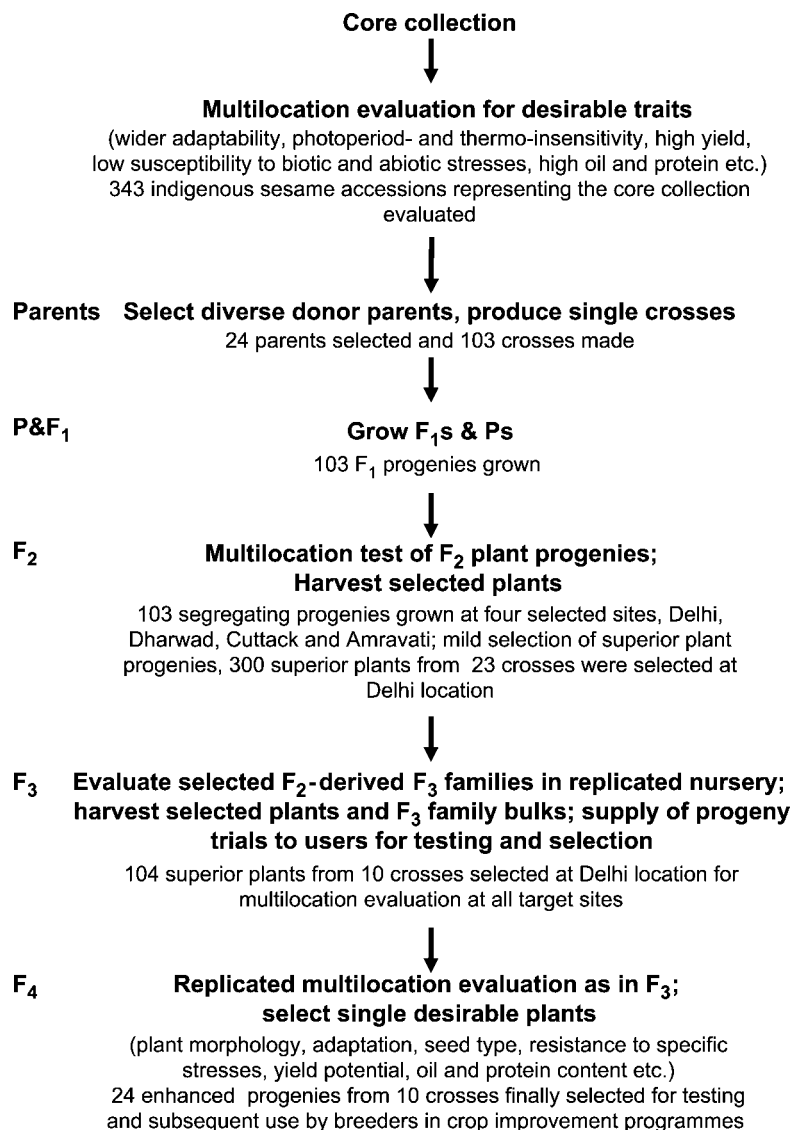 Core collection
Multilocation evaluation for desirable traits
(wider adaptability, photoperiod- and thermo-insensitivity, high yield,
low susceptibility to biotic and abiotic stresses, high oil and protein etc.)
343 indigenous sesame accessions representing the core collection
evaluated
Parents Select diverse donor parents, produce single crosses
24 parents selected and 103 crosses made
P&F1 Grow F1s & Ps
103 F1 progenies grown
F2 Multilocation test of F2 plant progenies;
Harvest selected plants
103 segregating progenies grown at four selected sites, Delhi,
Dharwad, Cuttack and Amravati; mild selection of superior plant
progenies, 300 superior plants from 23 crosses were selected at
Delhi location
F3 Evaluate selected F2-derived F3 families in replicated nursery;
harvest selected plants and F3 family bulks; supply of progeny
trials to users for testing and selection
104 superior plants from 10 crosses selected at Delhi location for
multilocation evaluation at all target sites
F4 Replicated multilocation evaluation as in F3;
select single desirable plants
(plant morphology, adaptation, seed type, resistance to specific
stresses, yield potential, oil and protein content etc.)
24 enhanced progenies from 10 crosses finally selected for testing
and subsequent use by breeders in crop improvement programmes